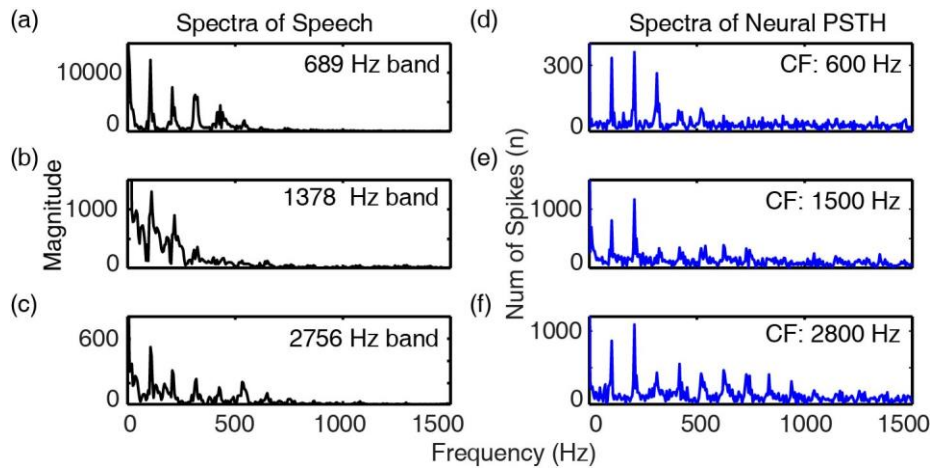 (a) Spectra of Speech
10000
0
689 Hz band
(b)
1000
0
1378 Hz band
(c)
600
0
2756 Hz band
0 500 1000 1500
Magnitude
(d) Spectra of Neural PSTH
300
0
CF: 600 Hz
(e)
1000
0
CF: 1500 Hz
(f)
1000
0
CF: 2800 Hz
0 500 1000 1500
Num of Spikes (n)
Frequency (Hz)